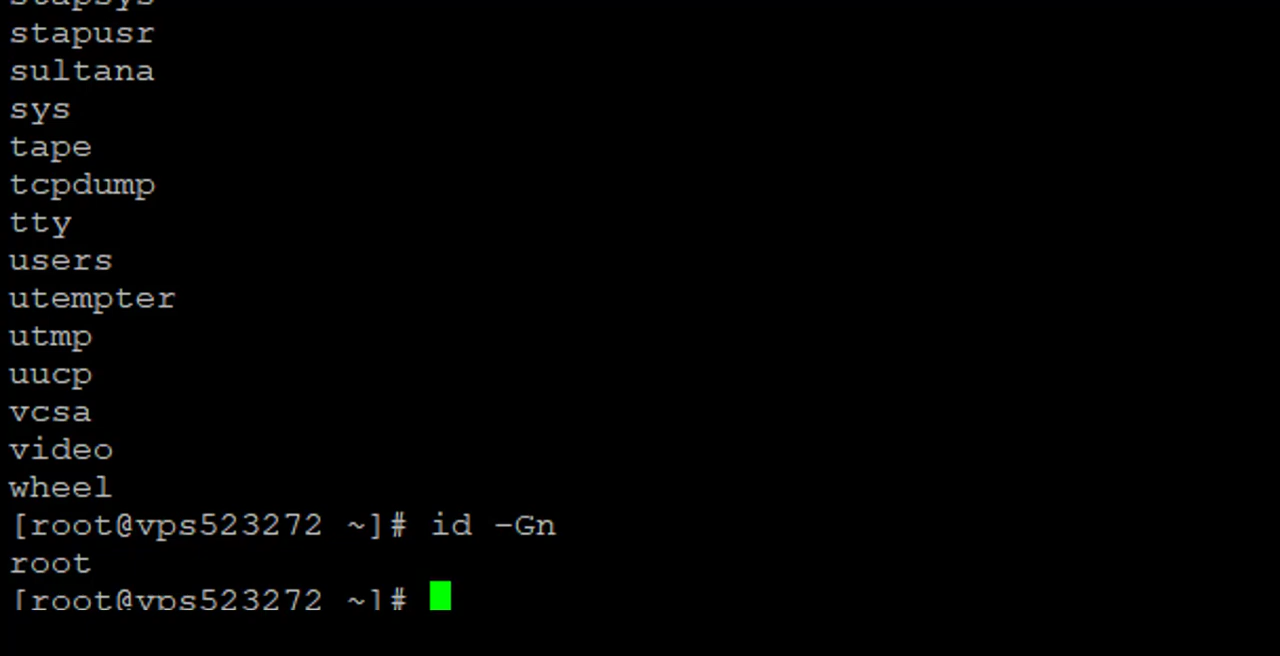 stapsys
stapusr
sultana
sys
tape
tcpdump
tty
users
utempter
utmp
uucp
vcsa
video
wheel
[root@vps523272 ~]# id -Gn
root
[root@vps523272 ~]#